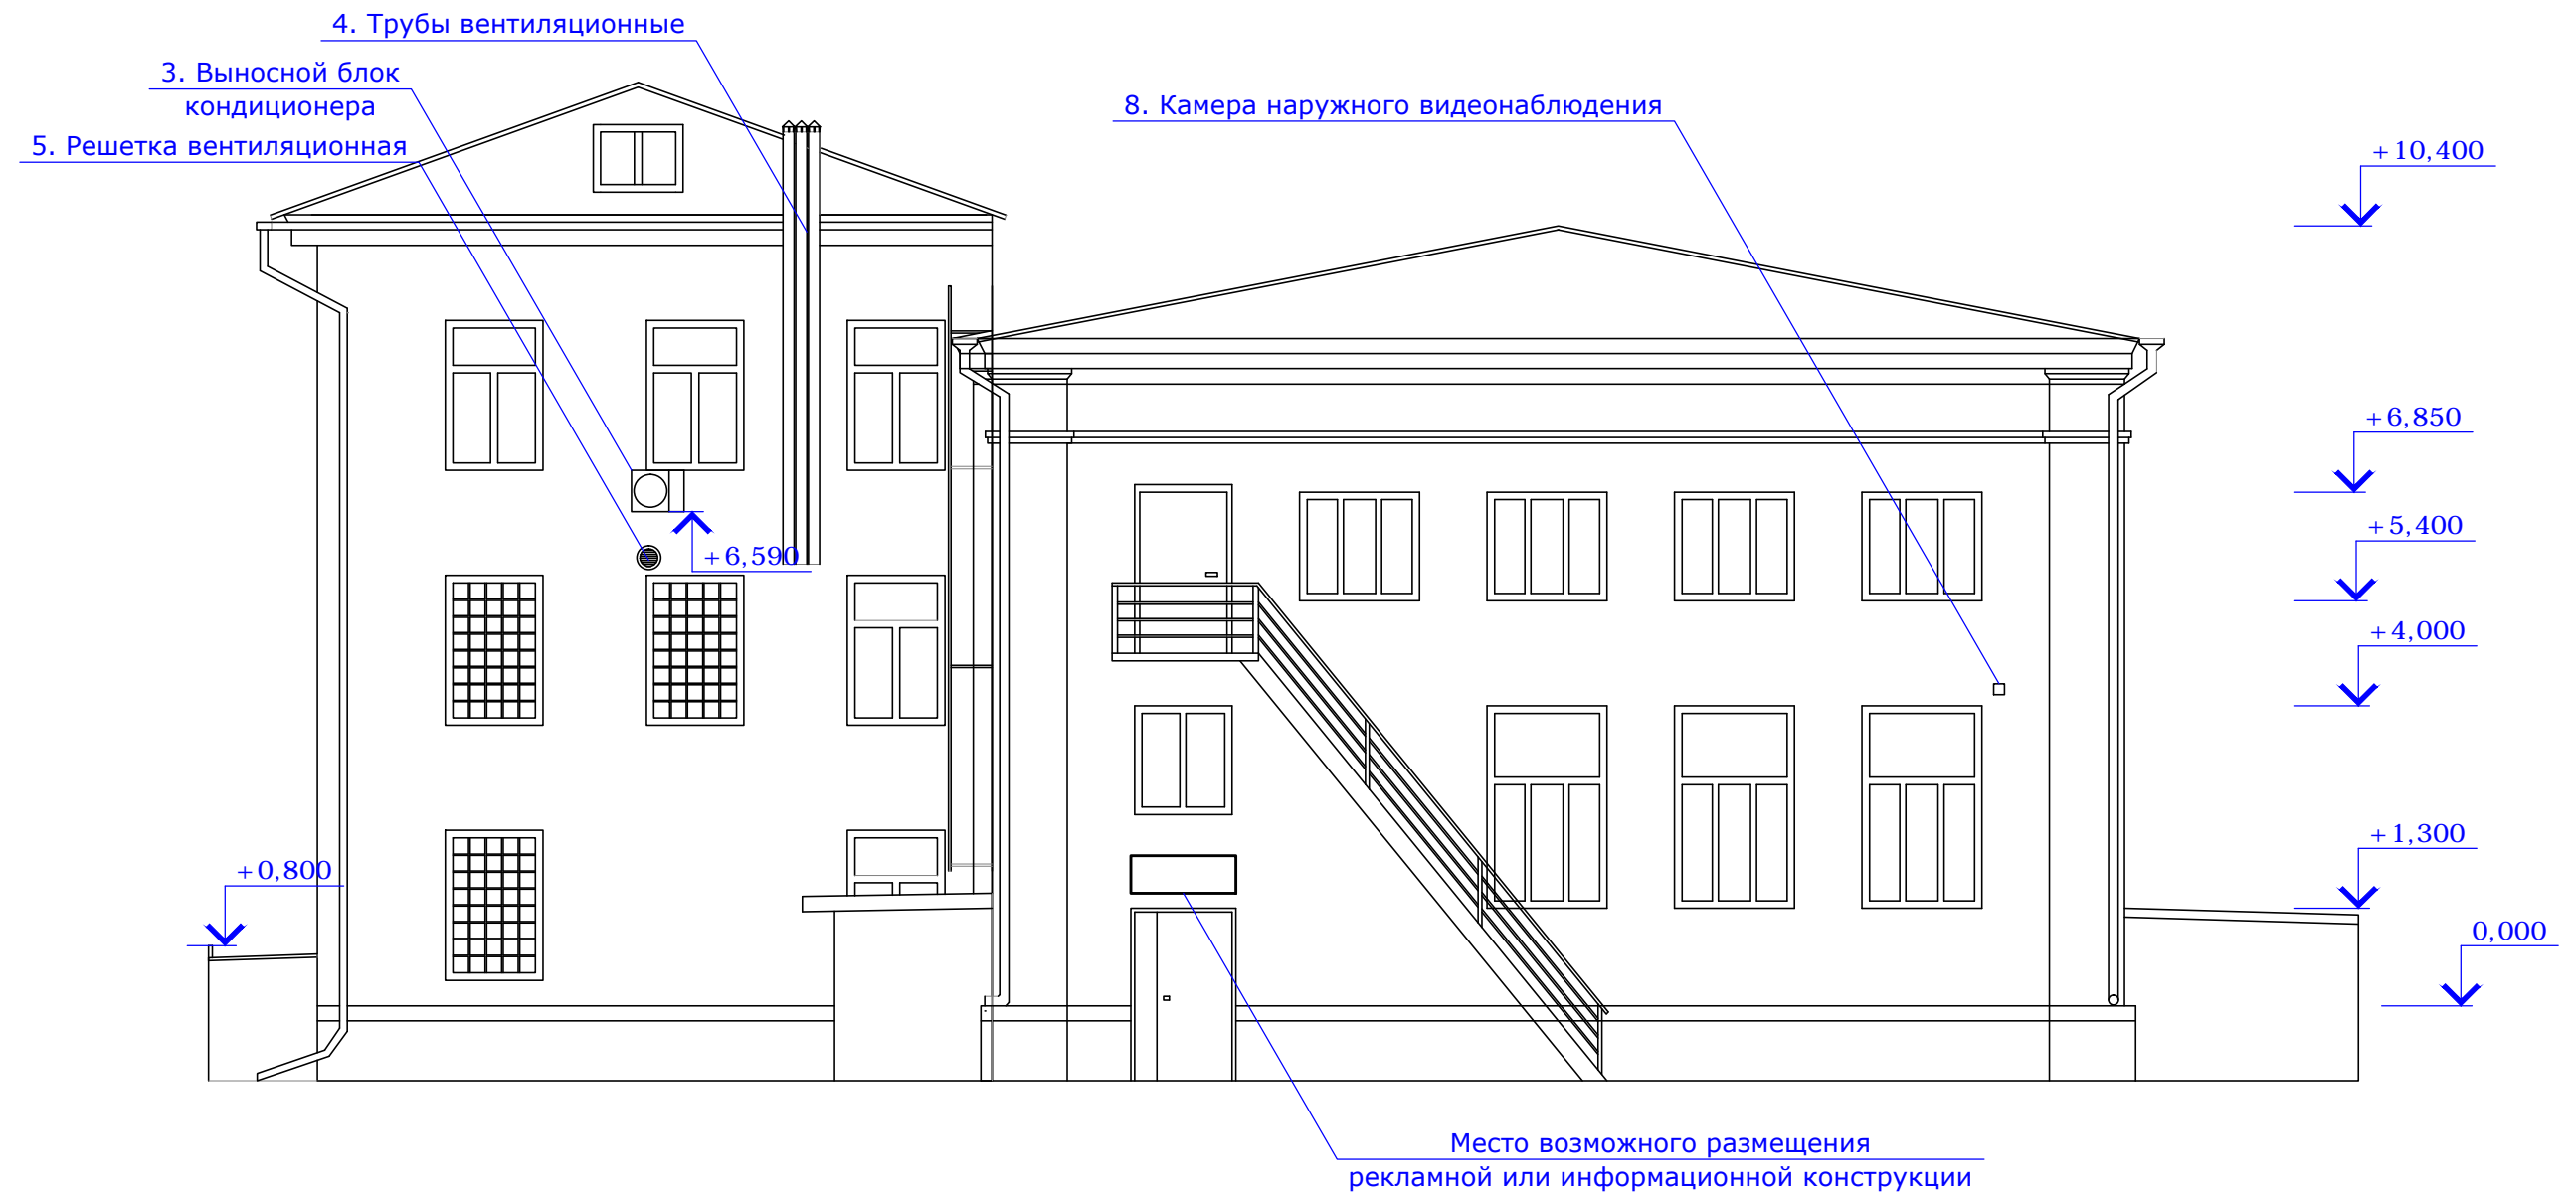 4. Трубы вентиляционные
3. Выносной блок
кондиционера
5. Решетка вентиляционная
8. Камера наружного видеонаблюдения
+10,400
+6,850
+5,400
+6,590
+4,000
+1,300
+0,800
0,000
Место возможного размещения
рекламной или информационной конструкции